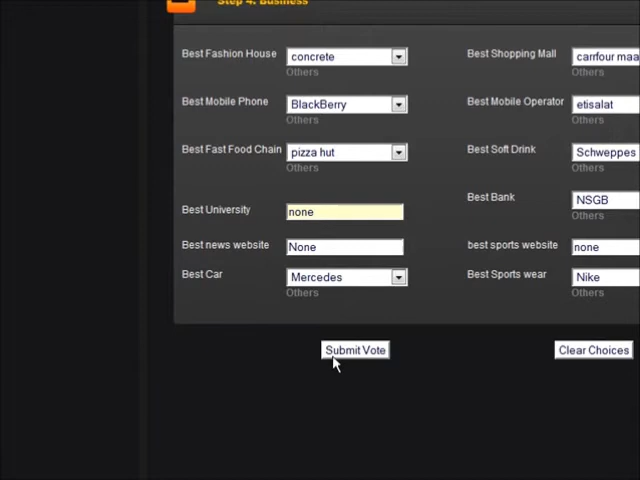 Step 4: Business
Best Fashion House concrete Best Shopping Mall carrfour maa
Others
Best Mobile Phone BlackBerry Best Mobile Operator etisalat
Others Others
Best Fast Food Chain pizza hut Best Soft Drink Schweppes
Others Others
Best Bank NSGB
Best University none Others
Best news website None best sports website none
Best Car Mercedes Best Sports wear Nike
Others Others
Submit Vote Clear Choices